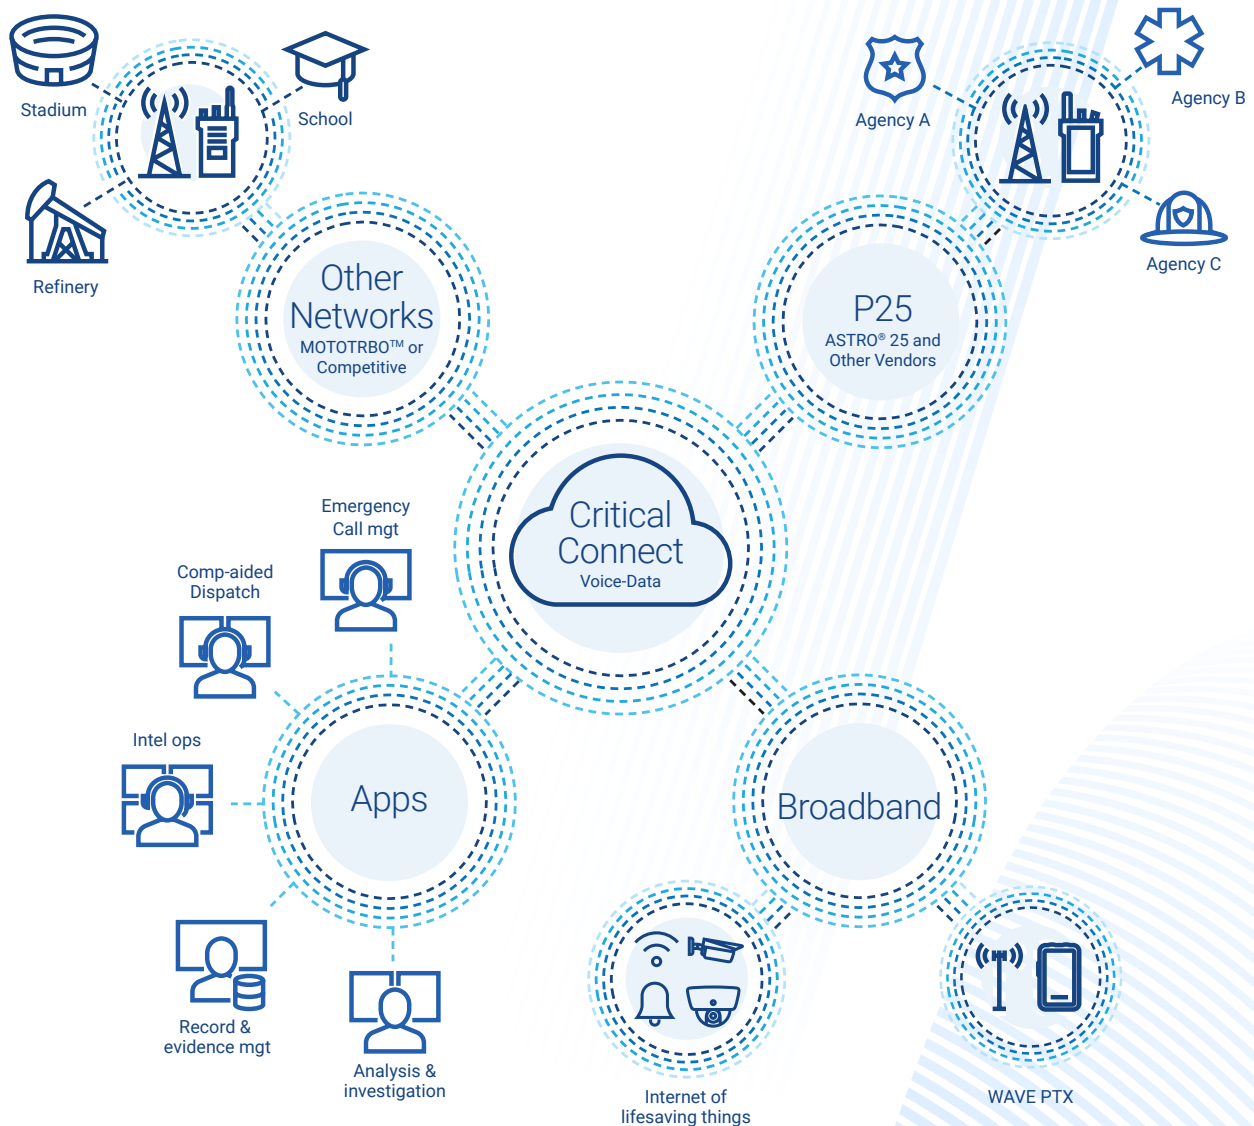 Stadium
School
Refinery
Agency A
Agency B
Agency C
Other
Networks
MOTOTRBO™ or
Competitive
P25
ASTRO® 25 and
Other Vendors
Critical
Connect
Voice-Data
Emergency
Call mgt
Comp-aided
Dispatch
Intel ops
Apps
Record &
evidence mgt
Analysis &
investigation
Broadband
Internet of
lifesaving things
WAVE PTX